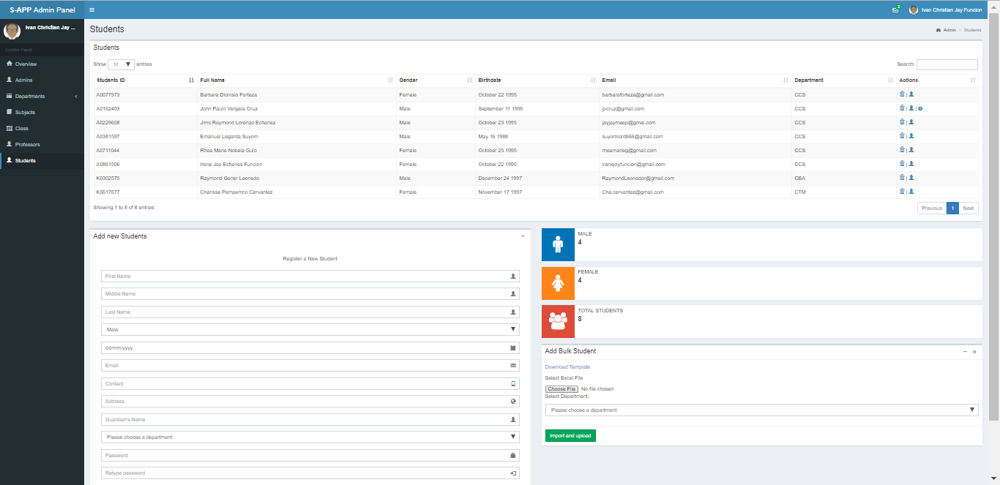 S-APP Admin Panel
2
Ivan Christian Jay Funcion
Ivan Christian Jay ...
Control Panel
Overview
Admins
Departments
Subjects
Class
Professors
Students
Students
Admin > Students
Students
Show 10 entries
Search:
Students ID Full Name Gender Birthdate Email Department Actions
A0077973 Barbara Dionisio Forteza Female October 22 1995 barbaraforteza@gmail.com CCS
A0162493 John Paulo Vergara Cruz Male September 11 1995 jpcruz@gmail.com CCS
A0229608 Jims Raymond Lorenzo Echanez Male October 23 1995 jayjaymeep@gmai.com CCS
A0381597 Emanuel Legarda Suyom Male May 16 1988 suyomlord666@gmail.com CCS
A0711044 Rhea Marie Nobela Guio Female October 25 1995 rheamarieg@gmail.com CCS
A0861506 Irene Joy Echanes Funcion Female October 22 1995 irenejoyfuncion@gmail.com CCS
K0302575 Raymond Gener Leonado Male December 24 1997 RaymondLeonador@gmail.com CBA
K0617677 Charisse Pempemco Cervantez Female November 17 1997 Cha.cervantez@gmail.com CTM
Showing 1 to 8 of 8 entries
Previous 1 Next
Add new Students
Register a New Student
First Name
Middle Name
Last Name
Male
dd/mm/yyyy
Email
Contact
Address
Guardian's Name
Please choose a department
Password
Retype password
MALE
4
FEMALE
4
TOTAL STUDENTS
8
Add Bulk Student
Download Template
Select Excel File
Choose File No file chosen
Select Department:
Please choose a department
Import and upload